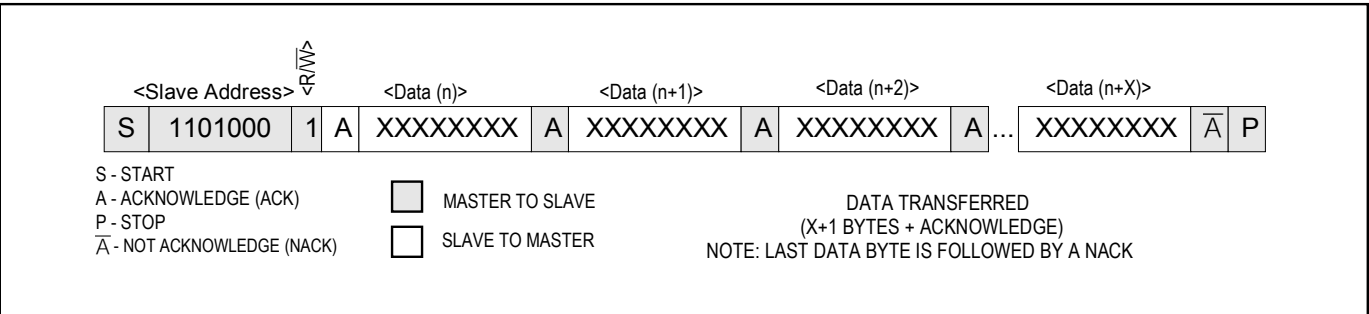 <R/W̅>
<Slave Address> <Data (n)> <Data (n+1)> <Data (n+2)> <Data (n+X)>
S 1101000 1 A XXXXXXXX A XXXXXXXX A XXXXXXXX A ... XXXXXXXX A̅ P
S - START
A - ACKNOWLEDGE (ACK)
P - STOP
A̅ - NOT ACKNOWLEDGE (NACK)
MASTER TO SLAVE
SLAVE TO MASTER
DATA TRANSFERRED
(X+1 BYTES + ACKNOWLEDGE)
NOTE: LAST DATA BYTE IS FOLLOWED BY A NACK